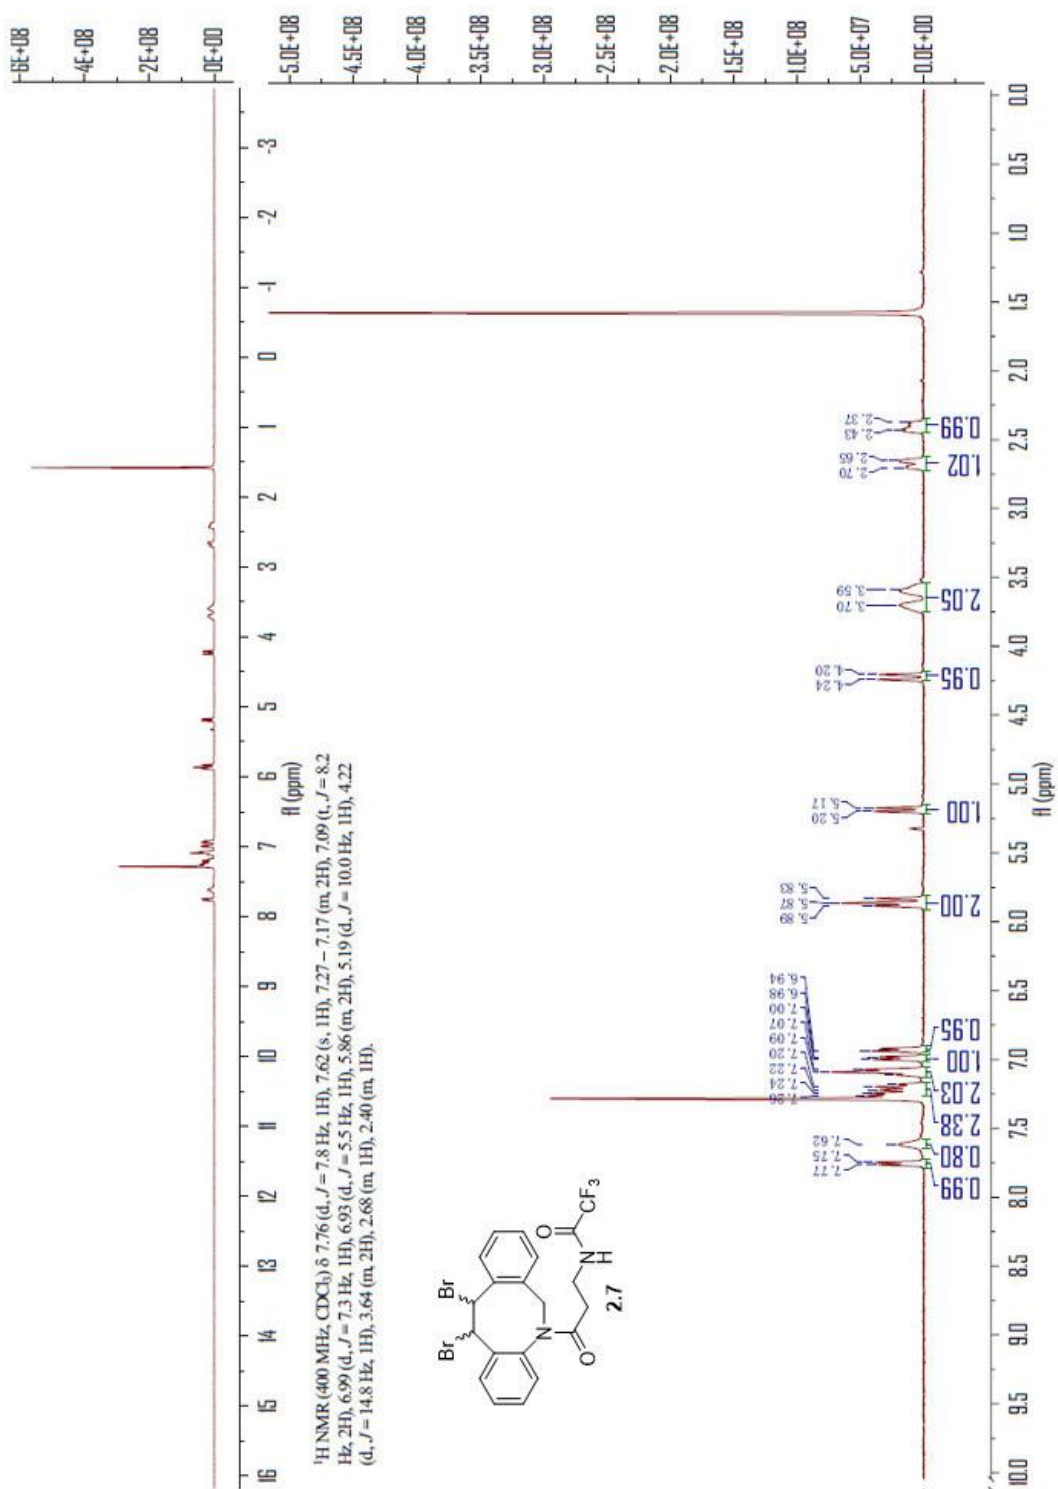 6E+08
4E+08
2E+08
0E+00
16 15 14 13 12 11 10 9 8 7 6 5 4 3 2 1 0 -1 -2 -3
f1 (ppm)
¹H NMR (400 MHz, CDCl₃) δ 7.76 (d, J = 7.8 Hz, 1H), 7.62 (s, 1H), 7.27 – 7.17 (m, 2H), 7.09 (t, J = 8.2
Hz, 2H), 6.99 (d, J = 7.3 Hz, 1H), 6.93 (d, J = 5.5 Hz, 1H), 5.86 (m, 2H), 5.19 (d, J = 10.0 Hz, 1H), 4.22
(d, J = 14.8 Hz, 1H), 3.64 (m, 2H), 2.68 (m, 1H), 2.40 (m, 1H).
Br
Br
N
O
N
H
O
CF₃
2.7
5.0E+08
4.5E+08
4.0E+08
3.5E+08
3.0E+08
2.5E+08
2.0E+08
1.5E+08
1.0E+08
5.0E+07
0.0E+00
7.77
7.75
7.62
7.26
7.24
7.22
7.20
7.09
7.07
7.00
6.98
6.94
5.89
5.87
5.83
5.20
5.17
4.24
4.20
3.70
3.59
2.70
2.65
2.43
2.37
0.99
0.80
2.38
2.03
1.00
0.95
2.00
1.00
0.95
2.05
1.02
0.99
10.0 9.5 9.0 8.5 8.0 7.5 7.0 6.5 6.0 5.5 5.0 4.5 4.0 3.5 3.0 2.5 2.0 1.5 1.0 0.5 0.0
f1 (ppm)